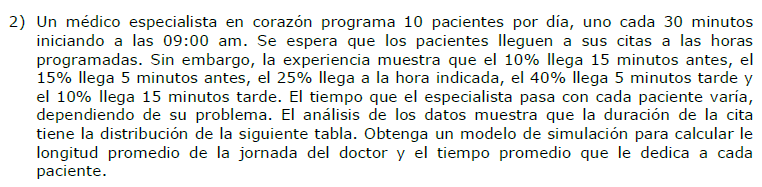 2) Un médico especialista en corazón programa 10 pacientes por día, uno cada 30 minutos
iniciando a las 09:00 am. Se espera que los pacientes lleguen a sus citas a las horas
programadas. Sin embargo, la experiencia muestra que el 10% llega 15 minutos antes, el
15% llega 5 minutos antes, el 25% llega a la hora indicada, el 40% llega 5 minutos tarde y
el 10% llega 15 minutos tarde. El tiempo que el especialista pasa con cada paciente varía,
dependiendo de su problema. El análisis de los datos muestra que la duración de la cita
tiene la distribución de la siguiente tabla. Obtenga un modelo de simulación para calcular le
longitud promedio de la jornada del doctor y el tiempo promedio que le dedica a cada
paciente.